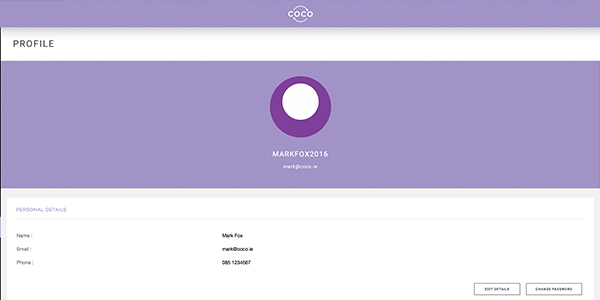 COCO
PROFILE
MARKFOX2016
mark@coco.ie
PERSONAL DETAILS
Name : Mark Fox
Email : mark@coco.ie
Phone : 085 1234567
EDIT DETAILS CHANGE PASSWORD